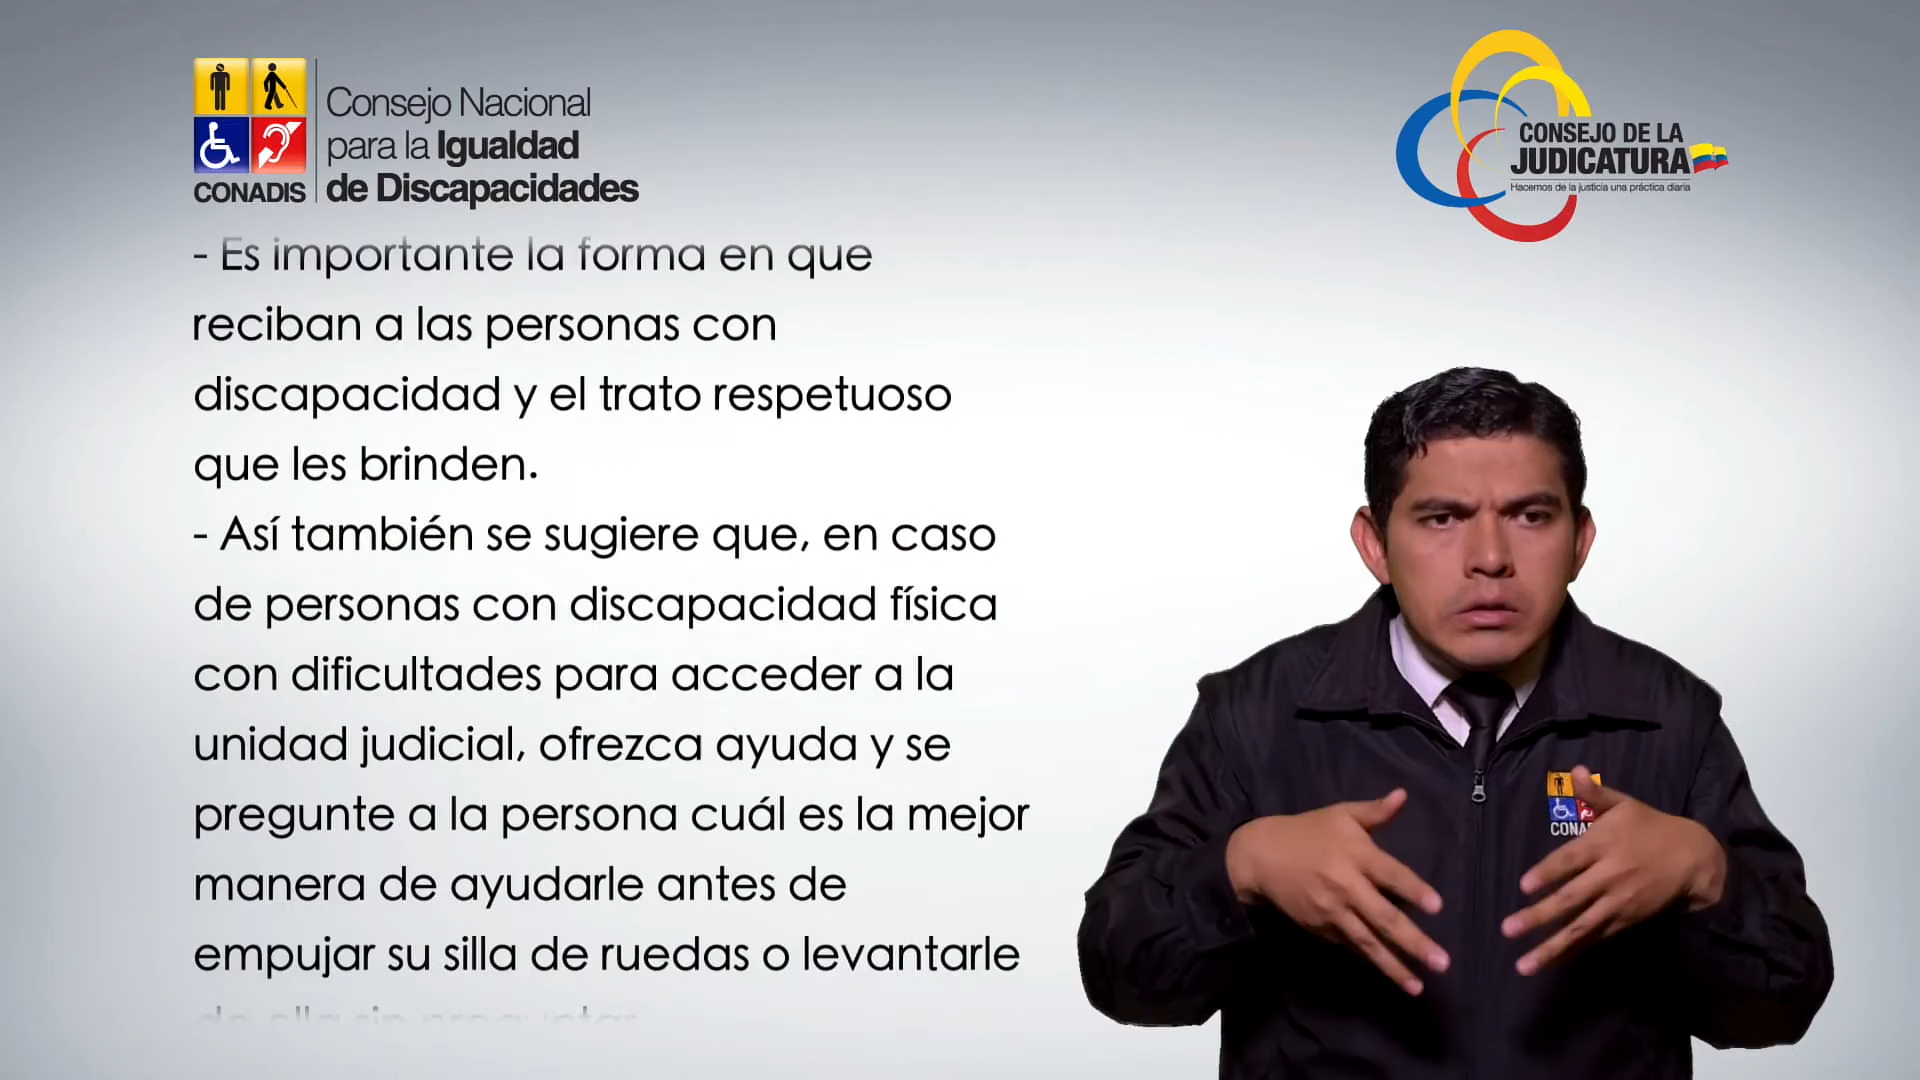 Consejo Nacional
para la Igualdad
de Discapacidades
CONADIS
CONSEJO DE LA
JUDICATURA
Hacemos de la justicia una práctica diaria
- Es importante la forma en que
reciban a las personas con
discapacidad y el trato respetuoso
que les brinden.
- Así también se sugiere que, en caso
de personas con discapacidad física
con dificultades para acceder a la
unidad judicial, ofrezca ayuda y se
pregunte a la persona cuál es la mejor
manera de ayudarle antes de
empujar su silla de ruedas o levantarle
de ella sin preguntar